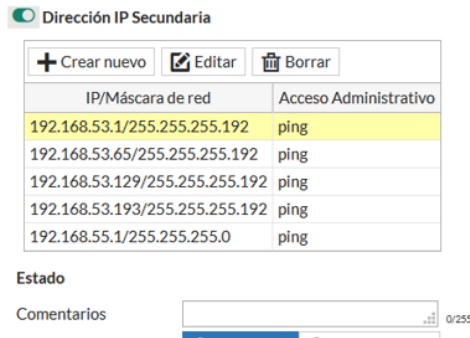 Dirección IP Secundaria
Crear nuevo Editar Borrar
IP/Máscara de red Acceso Administrativo
192.168.53.1/255.255.255.192 ping
192.168.53.65/255.255.255.192 ping
192.168.53.129/255.255.255.192 ping
192.168.53.193/255.255.255.192 ping
192.168.55.1/255.255.255.0 ping
Estado
Comentarios 0/255